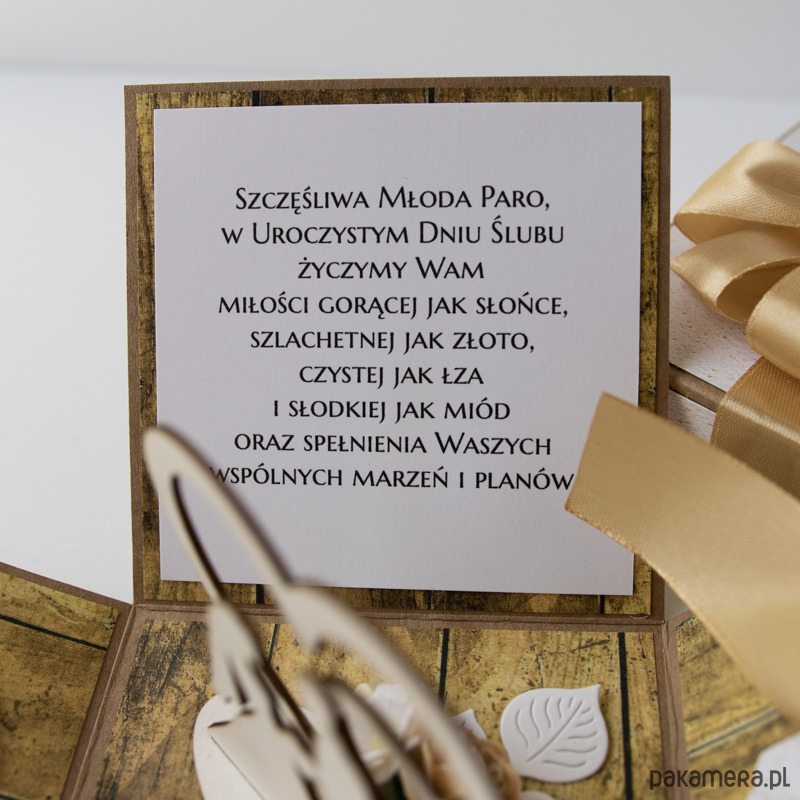 Szczęśliwa Młoda Paro,
w Uroczystym Dniu Ślubu
życzymy Wam
miłości gorącej jak słońce,
szlachetnej jak złoto,
czystej jak łza
i słodkiej jak miód
oraz spełnienia Waszych
wspólnych marzeń i planów
pakamera.pl